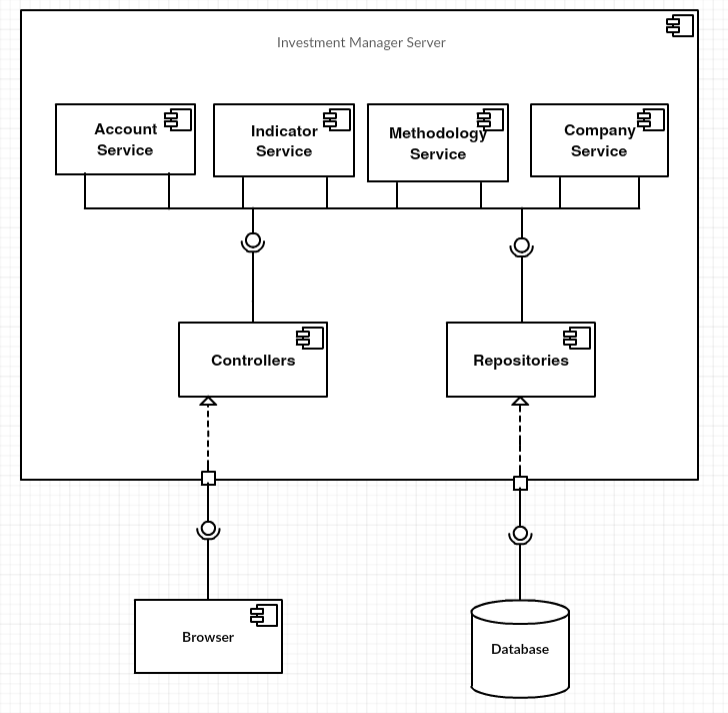 Investment Manager Server
Account
Service
Indicator
Service
Methodology
Service
Company
Service
Controllers
Repositories
Browser
Database